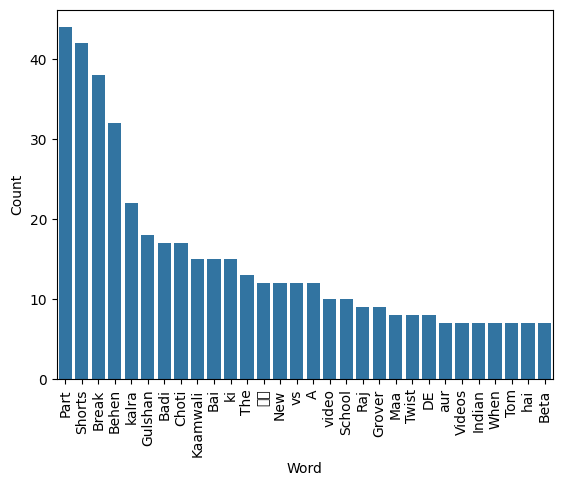 40
30
20
10
0
Count
Part
Shorts
Break
Behen
kalra
Gulshan
Badi
Choti
Kaamwali
Bai
ki
The
New
vs
A
video
School
Raj
Grover
Maa
Twist
DE
aur
Videos
Indian
When
Tom
hai
Beta
Word